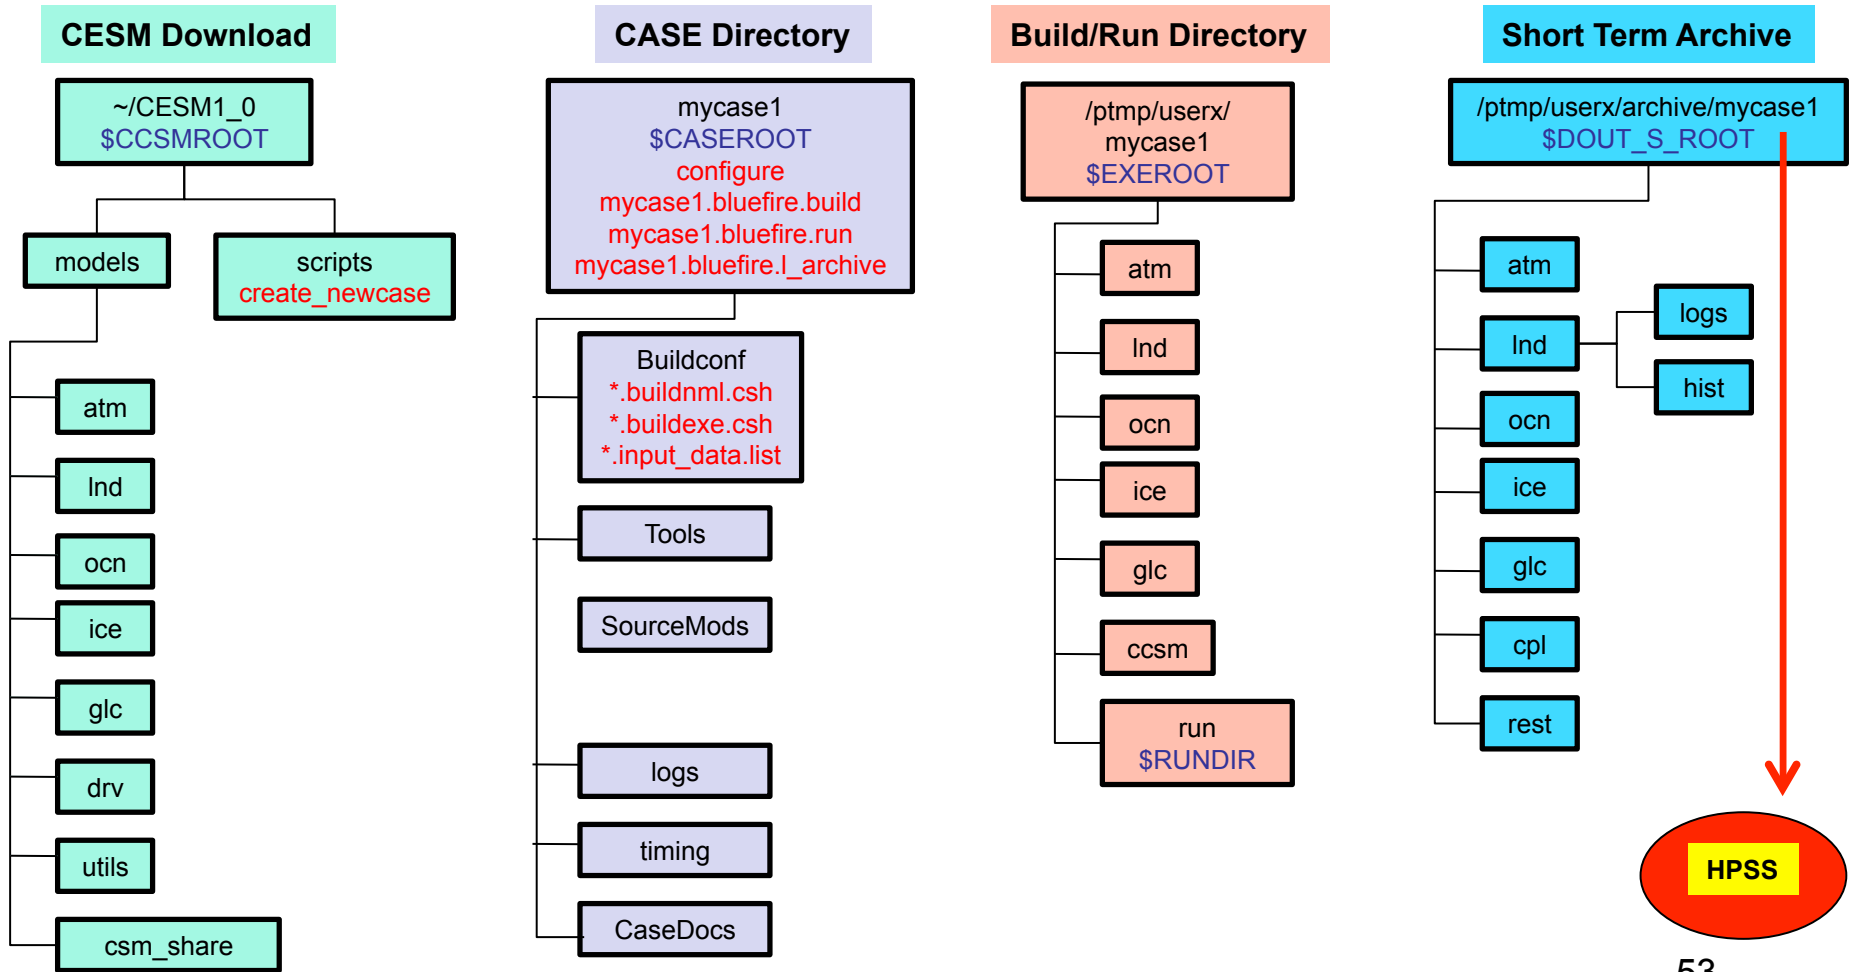 CESM Download
~/CESM1_0
$CCSMROOT
models
scripts
create_newcase
atm
lnd
ocn
ice
glc
drv
utils
csm_share
CASE Directory
mycase1
$CASEROOT
configure
mycase1.bluefire.build
mycase1.bluefire.run
mycase1.bluefire.l_archive
Buildconf
*.buildnml.csh
*.buildexe.csh
*.input_data.list
Tools
SourceMods
logs
timing
CaseDocs
Build/Run Directory
/ptmp/userx/
mycase1
$EXEROOT
atm
lnd
ocn
ice
glc
ccsm
run
$RUNDIR
Short Term Archive
/ptmp/userx/archive/mycase1
$DOUT_S_ROOT
atm
lnd
logs
hist
ocn
ice
glc
cpl
rest
HPSS
53